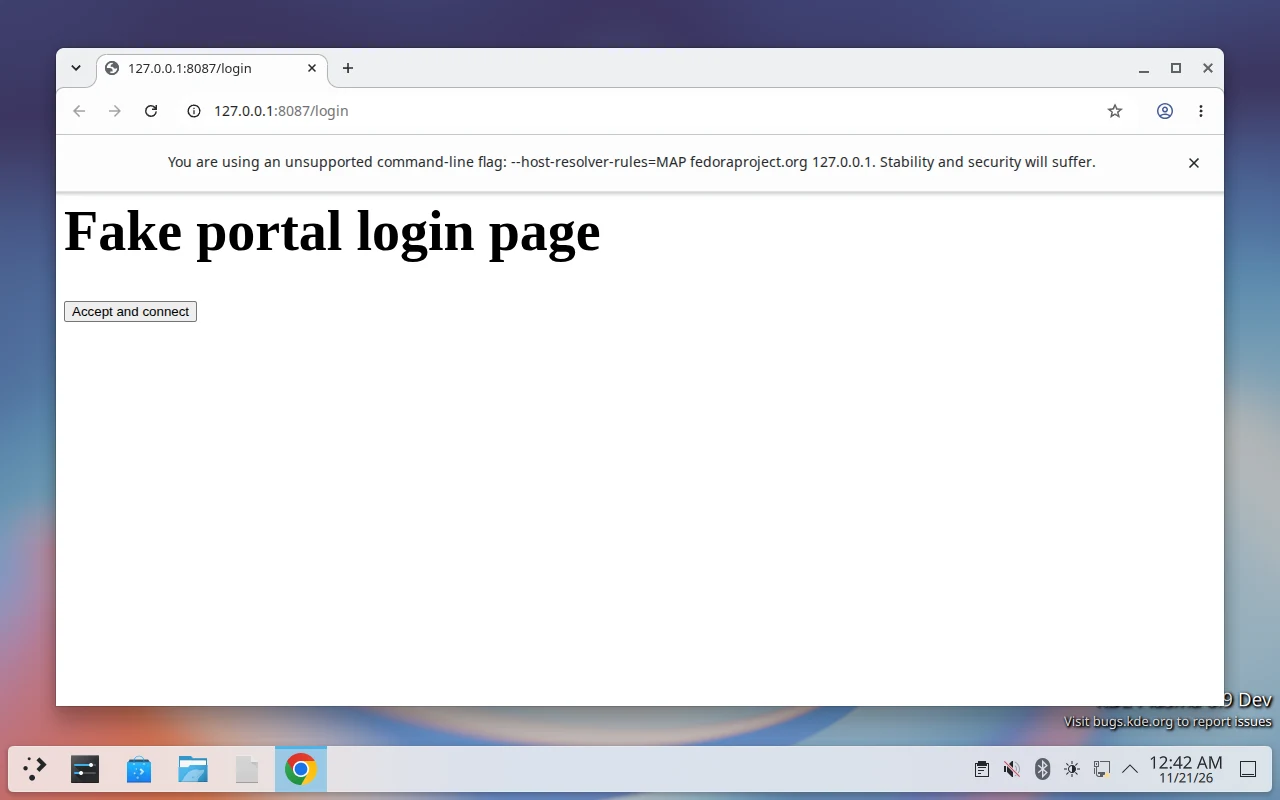 127.0.0.1:8087/login
127.0.0.1:8087/login
You are using an unsupported command-line flag: --host-resolver-rules=MAP fedoraproject.org 127.0.0.1. Stability and security will suffer.
Fake portal login page
Accept and connect
9 Dev
Visit bugs.kde.org to report issues
12:42 AM
11/21/26